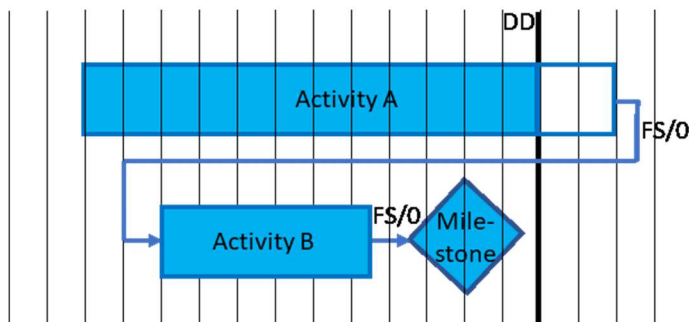 DD
Activity A
FS/0
FS/0
Activity B
Mile-
stone